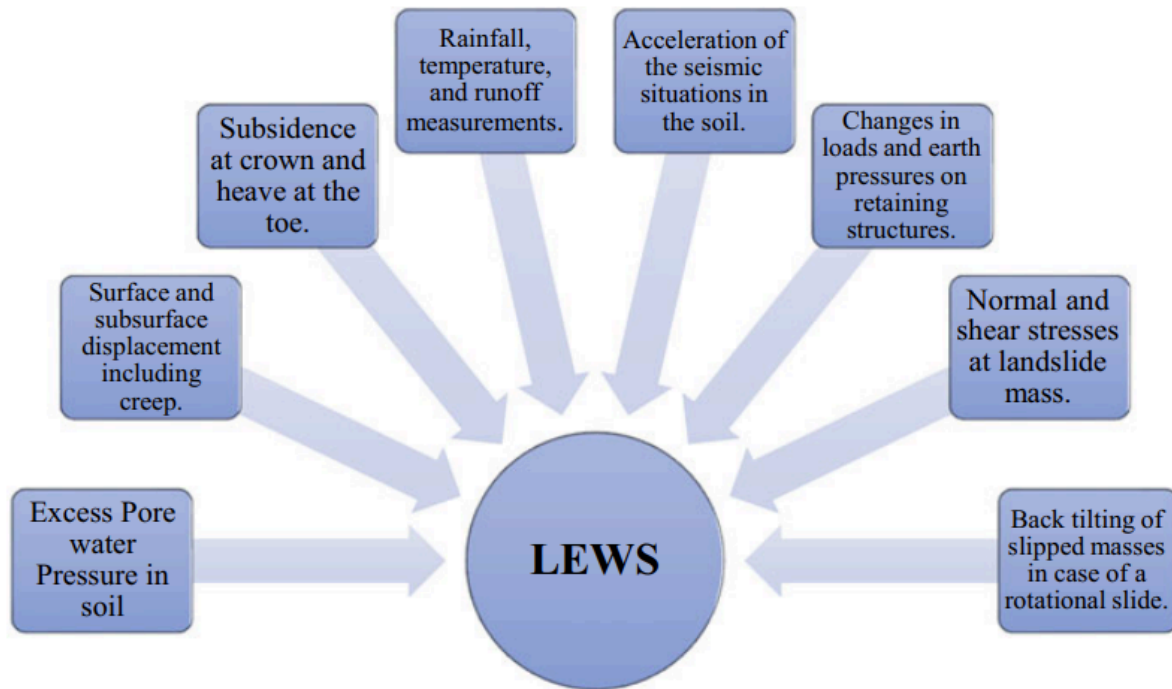 Rainfall,
temperature,
and runoff
measurements.
Acceleration of
the seismic
situations in
the soil.
Subsidence
at crown and
heave at the
toe.
Changes in
loads and earth
pressures on
retaining
structures.
Surface and
subsurface
displacement
including
creep.
Normal and
shear stresses
at landslide
mass.
Excess Pore
water
Pressure in
soil
LEWS
Back tilting of
slipped masses
in case of a
rotational slide.